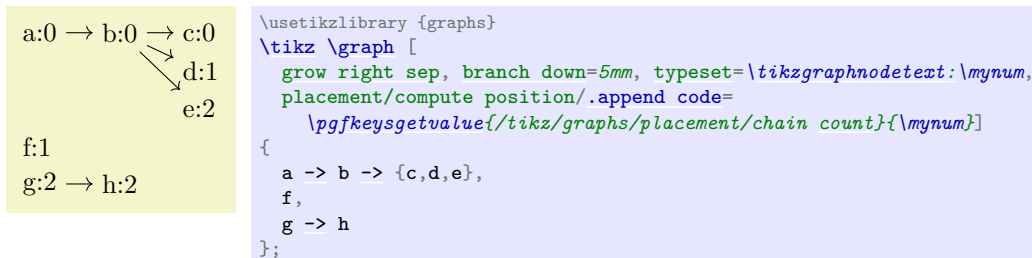 a:0 → b:0 → c:0
d:1
e:2
f:1
g:2 → h:2
\usetikzlibrary {graphs}
\tikz \graph [
  grow right sep, branch down=5mm, typeset=\tikzgraphnodetext:\mynum,
  placement/compute position/.append code=
    \pgfkeysgetvalue{/tikz/graphs/placement/chain count}{\mynum}]
{
  a -> b -> {c,d,e},
  f,
  g -> h
};